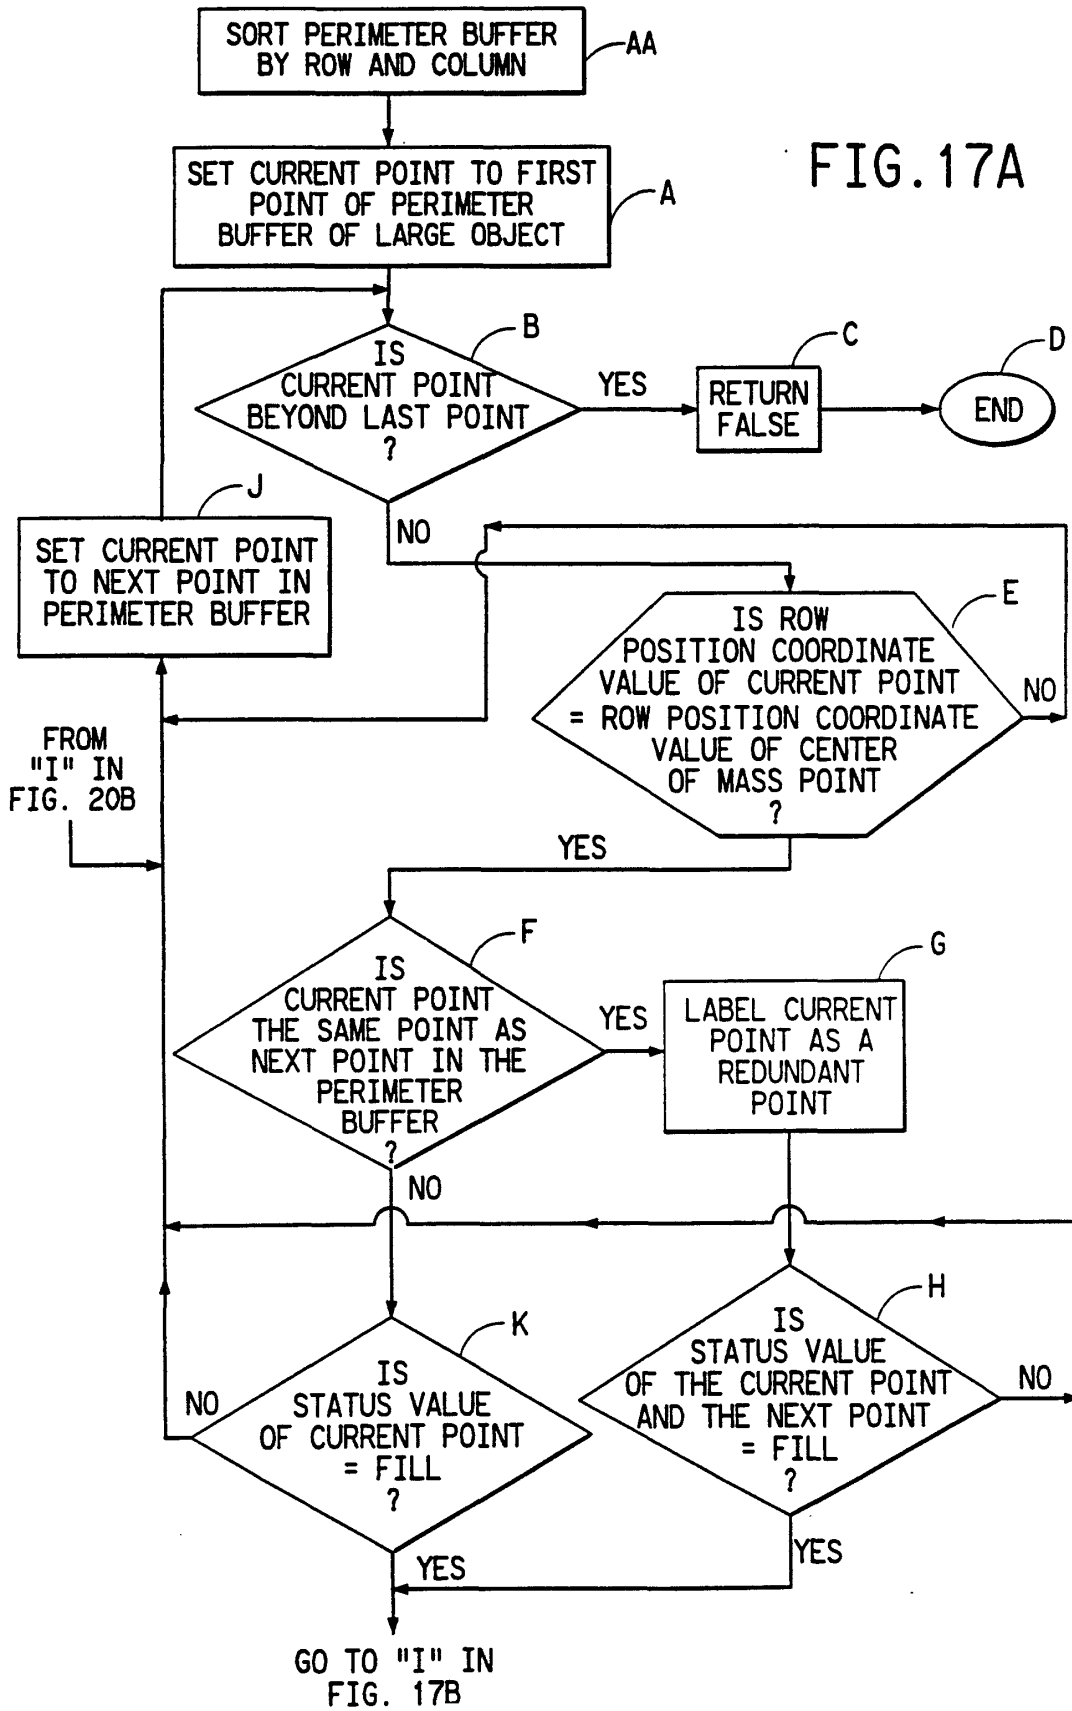 SORT PERIMETER BUFFER
BY ROW AND COLUMN
AA
FIG.17A
SET CURRENT POINT TO FIRST
POINT OF PERIMETER
BUFFER OF LARGE OBJECT
A
B
IS
CURRENT POINT
BEYOND LAST POINT
?
YES
C
RETURN
FALSE
D
END
J
SET CURRENT POINT
TO NEXT POINT IN
PERIMETER BUFFER
NO
E
IS ROW
POSITION COORDINATE
VALUE OF CURRENT POINT
= ROW POSITION COORDINATE
VALUE OF CENTER
OF MASS POINT
?
NO
FROM
"I" IN
FIG. 20B
YES
F
IS
CURRENT POINT
THE SAME POINT AS
NEXT POINT IN THE
PERIMETER
BUFFER
?
YES
G
LABEL CURRENT
POINT AS A
REDUNDANT
POINT
NO
K
IS
STATUS VALUE
OF CURRENT POINT
= FILL
?
NO
H
IS
STATUS VALUE
OF THE CURRENT POINT
AND THE NEXT POINT
= FILL
?
NO
YES
YES
GO TO "I" IN
FIG. 17B